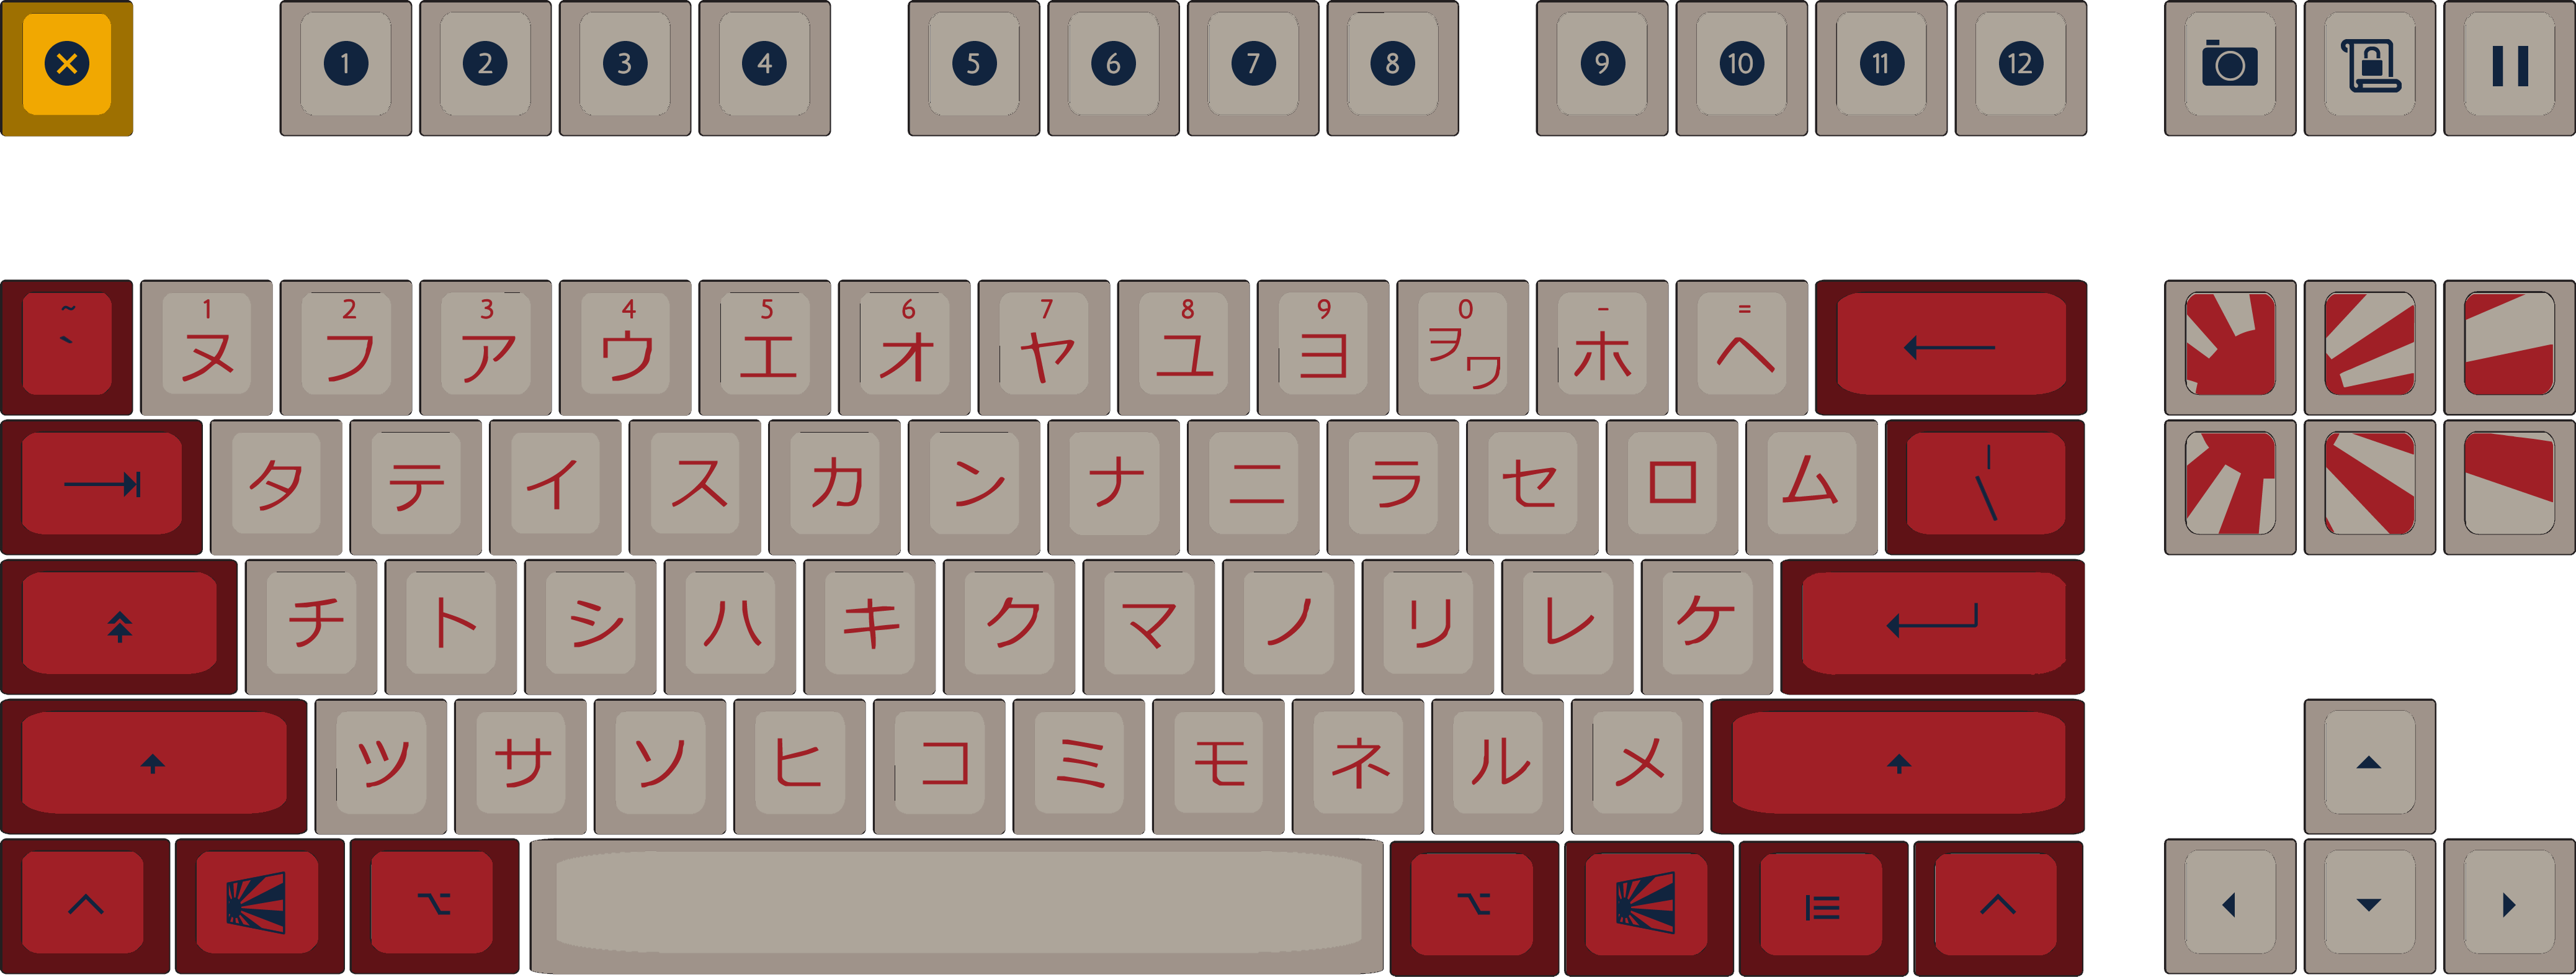 1 2 3 4 5 6 7 8 9 10 11 12
~ 1 2 3 4 5 6 7 8 9 0 - =
` ヌ フ ア ウ エ オ ヤ ユ ヨ ヲ ワ ホ ヘ
タ テ イ ス カ ン ナ ニ ラ セ ロ ム | \
チ ト シ ハ キ ク マ ノ リ レ ケ
ツ サ ソ ヒ コ ミ モ ネ ル メ